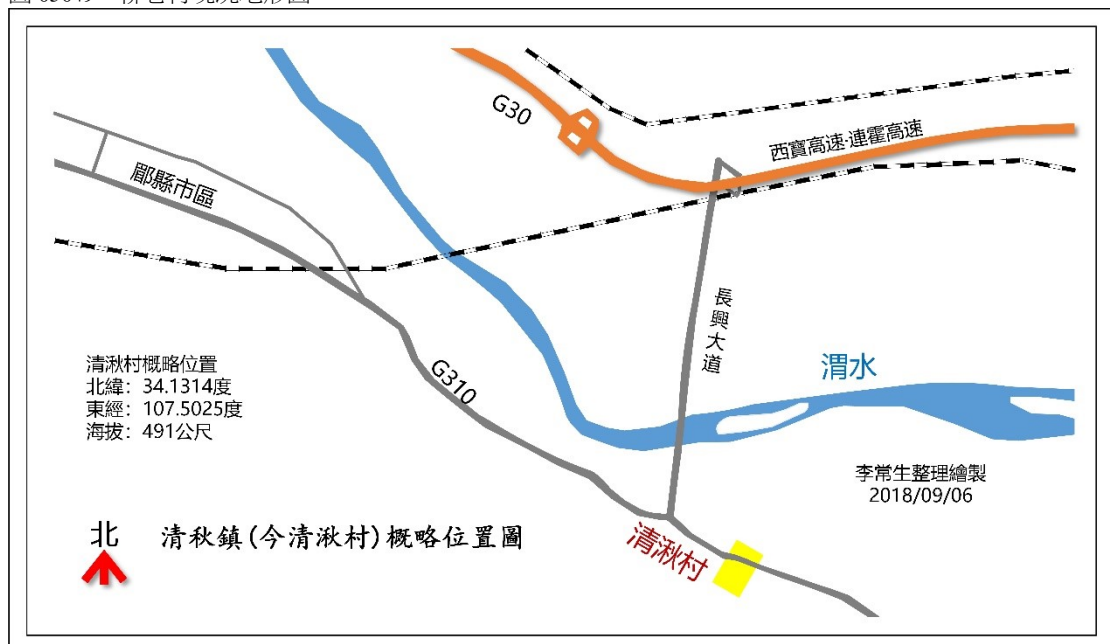 G30
西寶高速·連霍高速
郿縣市區
長興大道
清湫村概略位置
北緯：34.1314度
東經：107.5025度
海拔：491公尺
G310
渭水
李常生整理繪製
2018/09/06
北
清秋鎮(今清湫村)概略位置圖
清湫村